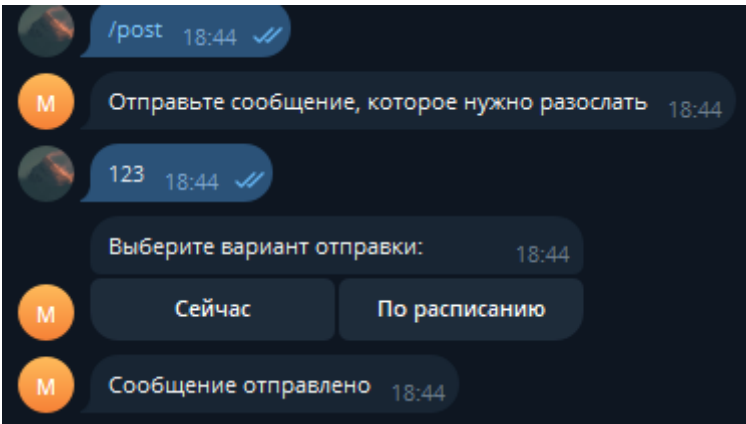 /post 18:44
M
Отправьте сообщение, которое нужно разослать 18:44
123 18:44
Выберите вариант отправки: 18:44
M
Сейчас По расписанию
M
Сообщение отправлено 18:44